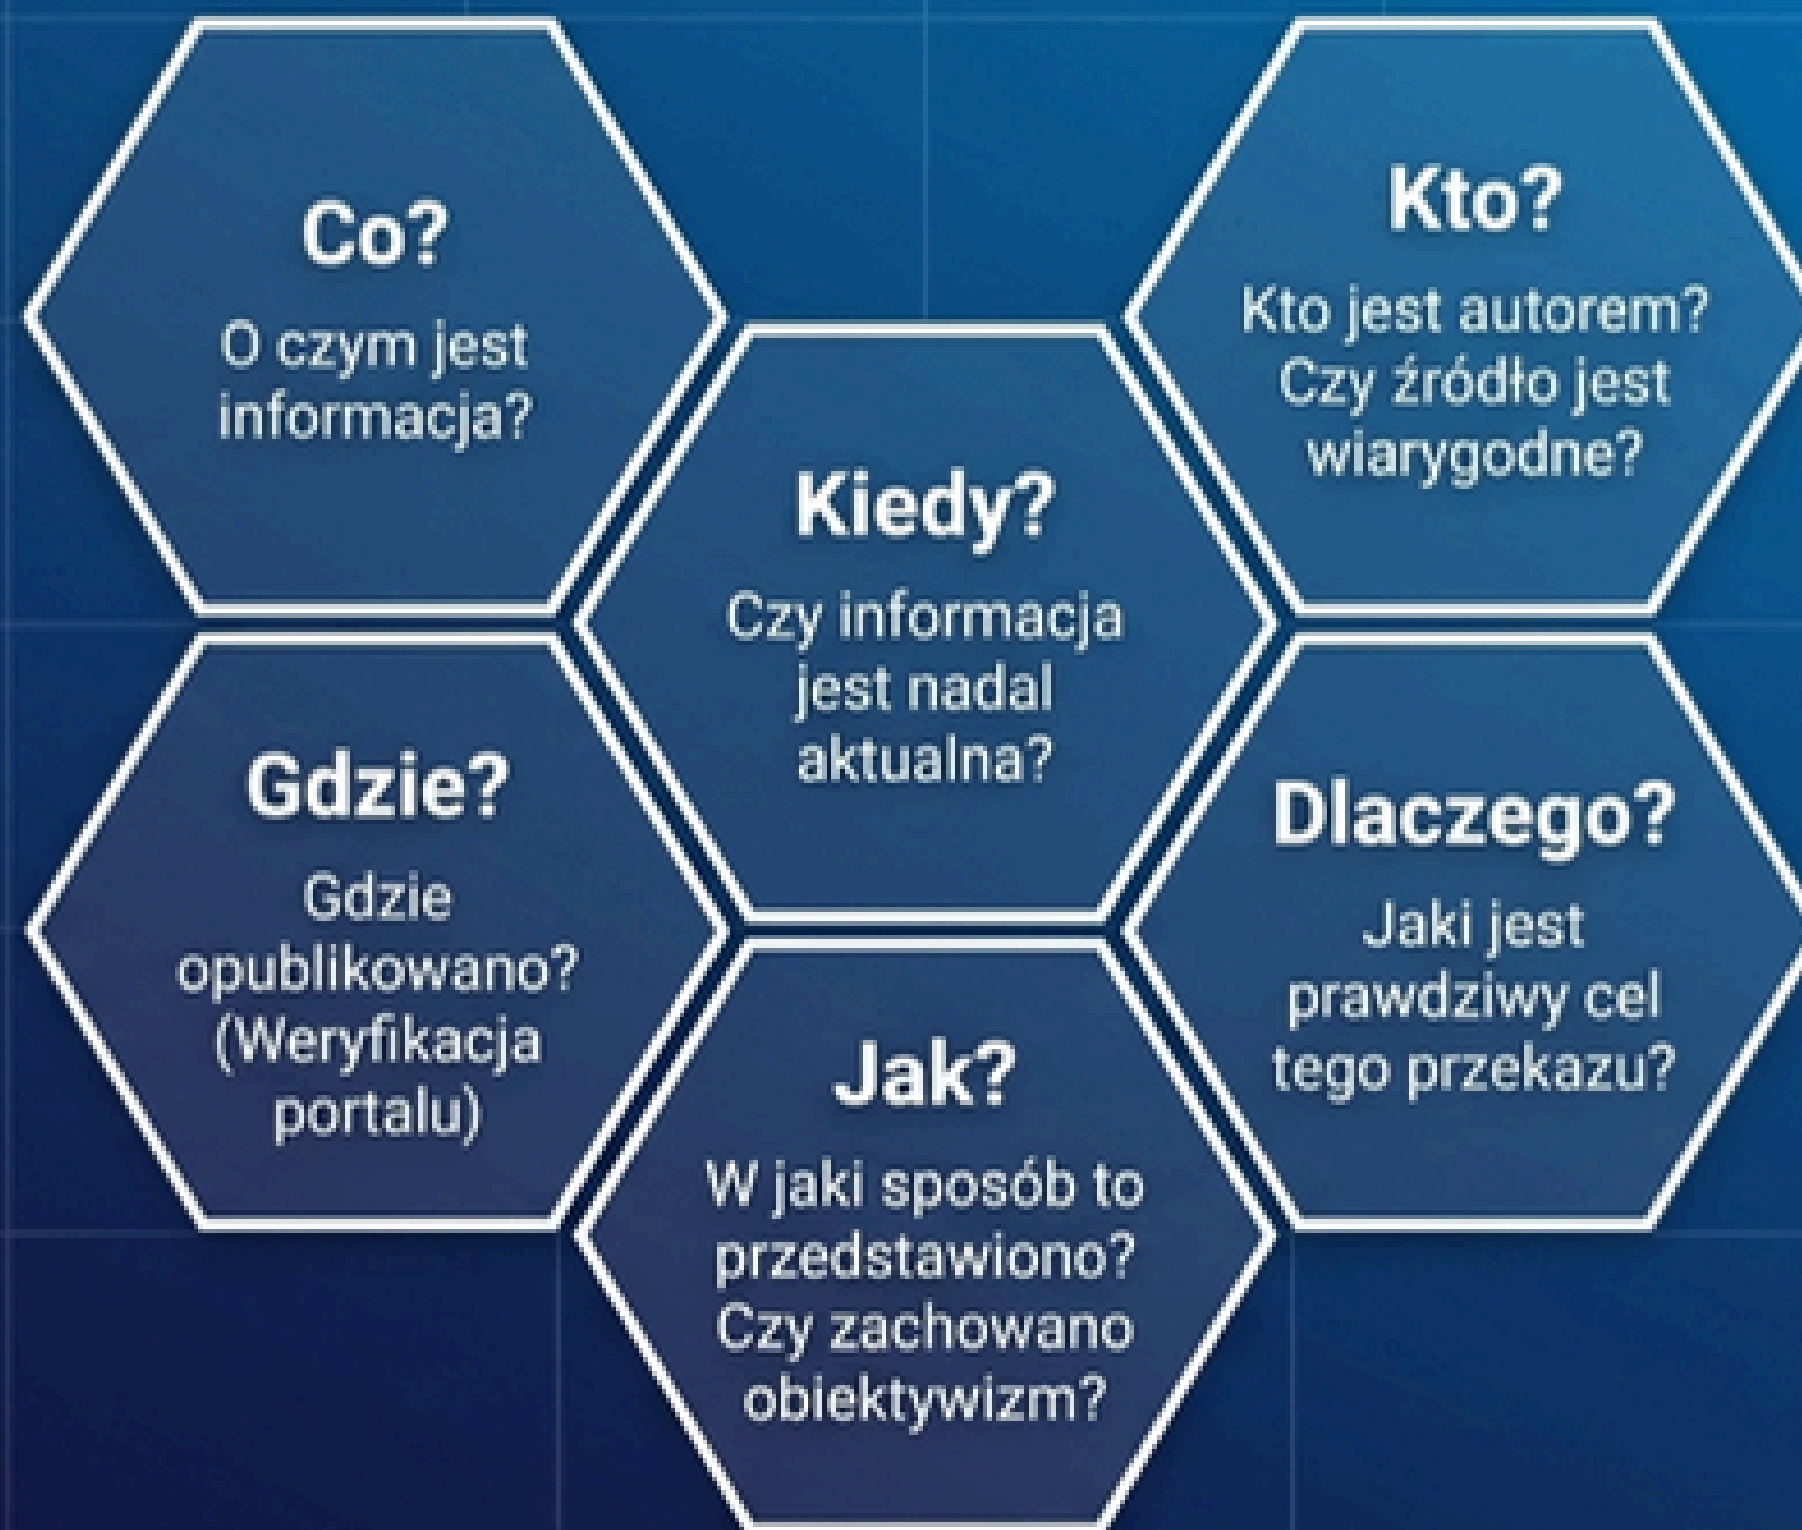 Co?
O czym jest
informacja?
Kto?
Kto jest autorem?
Czy źródło jest
wiarygodne?
Kiedy?
Czy informacja
jest nadal
aktualna?
Gdzie?
Gdzie
opublikowano?
(Weryfikacja
portalu)
Dlaczego?
Jaki jest
prawdziwy cel
tego przekazu?
Jak?
W jaki sposób to
przedstawiono?
Czy zachowano
obiektywizm?